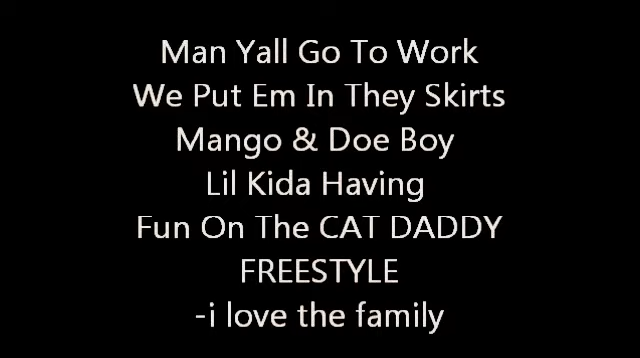 Man Yall Go To Work
We Put Em In They Skirts
Mango & Doe Boy
Lil Kida Having
Fun On The CAT DADDY
FREESTYLE
-i love the family